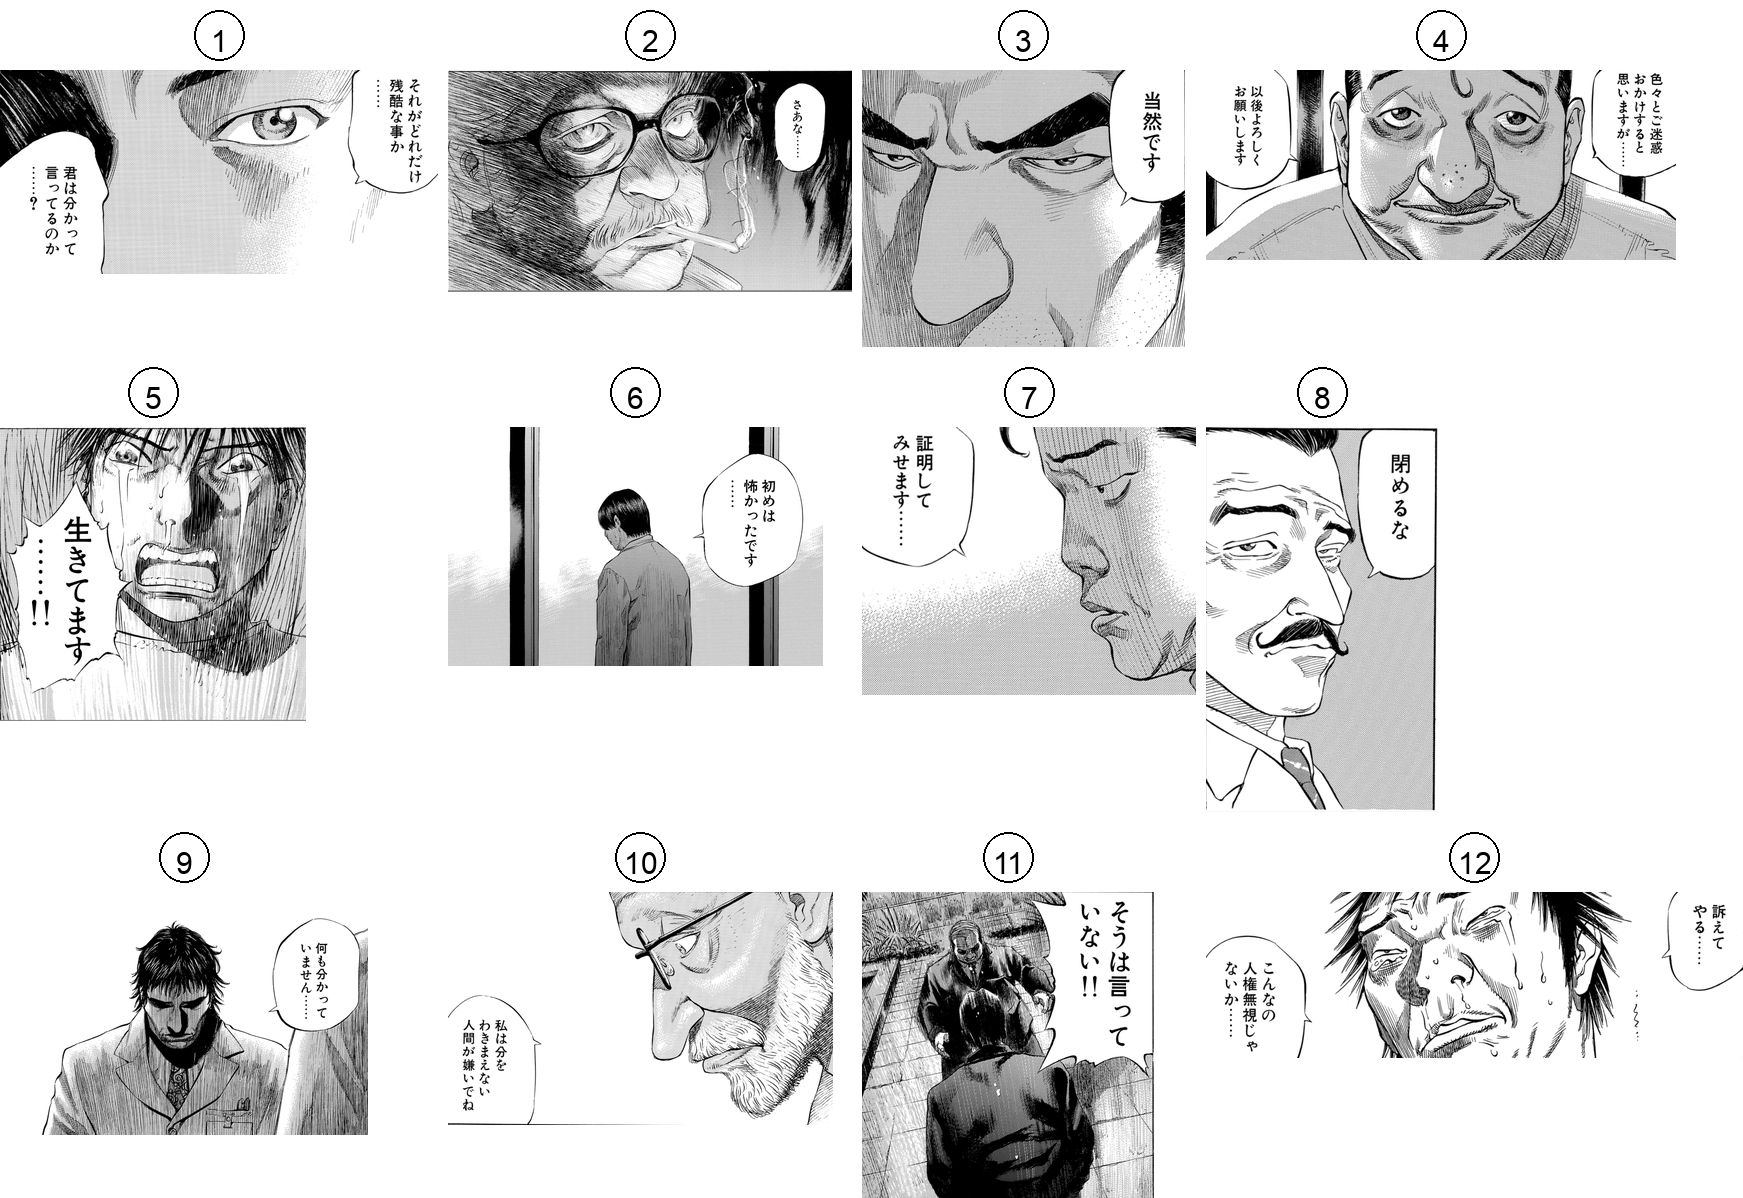 1
それがどれだけ
残酷な事か
……
君は分かって
言ってるのか
……?
2
さあな……
3
当然です
4
色々とご迷惑
おかけすると
思いますが……
以後よろしく
お願いします
5
生きてます
……!!
6
初めは
怖かったです
……
7
証明して
みせます……
8
閉めるな
9
何も分かって
いません……
10
私は分を
わきまえない
人間が嫌いでね
11
そうは言って
いない!!
12
訴えて
やる……
こんなの
人権無視じゃ
ないか……